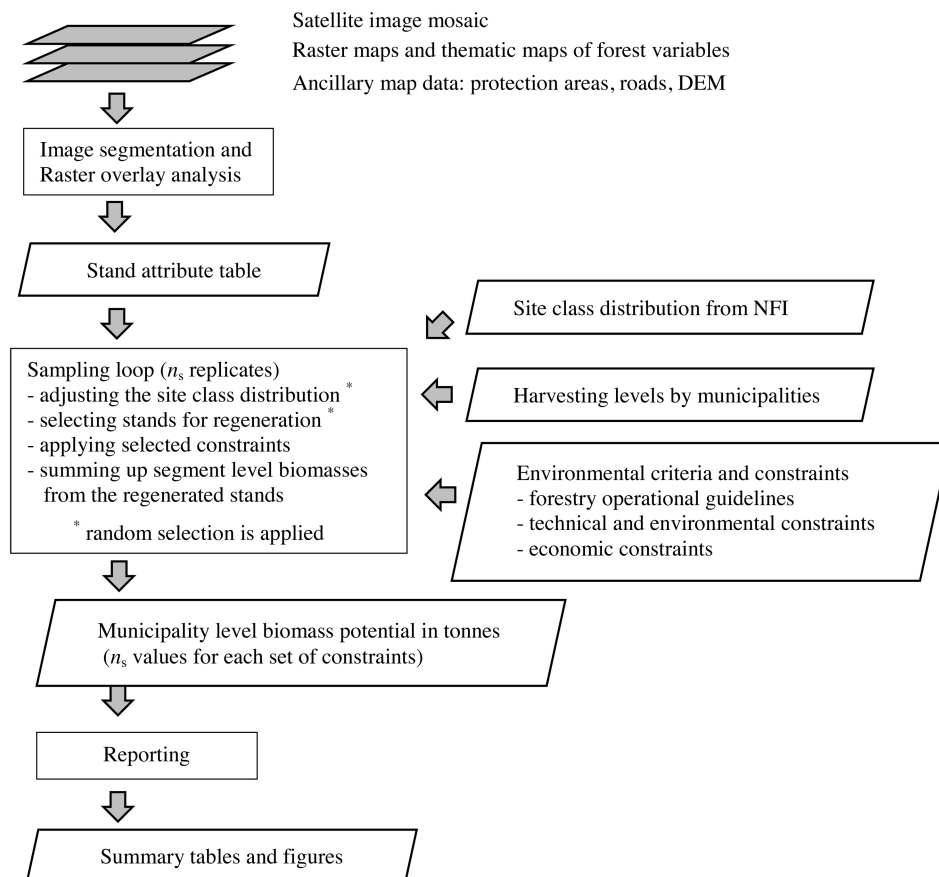 Satellite image mosaic
Raster maps and thematic maps of forest variables
Ancillary map data: protection areas, roads, DEM
Image segmentation and
Raster overlay analysis
Stand attribute table
Site class distribution from NFI
Sampling loop (ns replicates)
- adjusting the site class distribution *
- selecting stands for regeneration *
- applying selected constraints
- summing up segment level biomasses
from the regenerated stands
* random selection is applied
Harvesting levels by municipalities
Environmental criteria and constraints
- forestry operational guidelines
- technical and environmental constraints
- economic constraints
Municipality level biomass potential in tonnes
(ns values for each set of constraints)
Reporting
Summary tables and figures